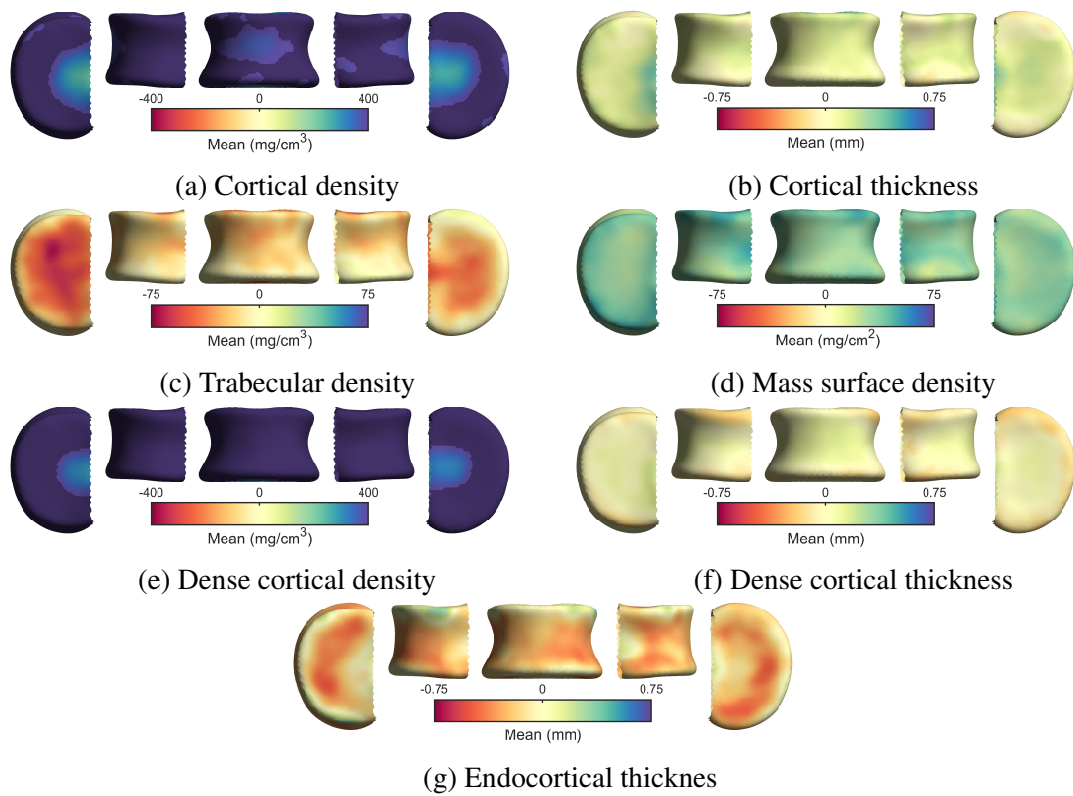 -400 0 400
Mean (mg/cm³)
(a) Cortical density
-0.75 0 0.75
Mean (mm)
(b) Cortical thickness
-75 0 75
Mean (mg/cm³)
(c) Trabecular density
-75 0 75
Mean (mg/cm²)
(d) Mass surface density
-400 0 400
Mean (mg/cm³)
(e) Dense cortical density
-0.75 0 0.75
Mean (mm)
(f) Dense cortical thickness
-0.75 0 0.75
Mean (mm)
(g) Endocortical thicknes